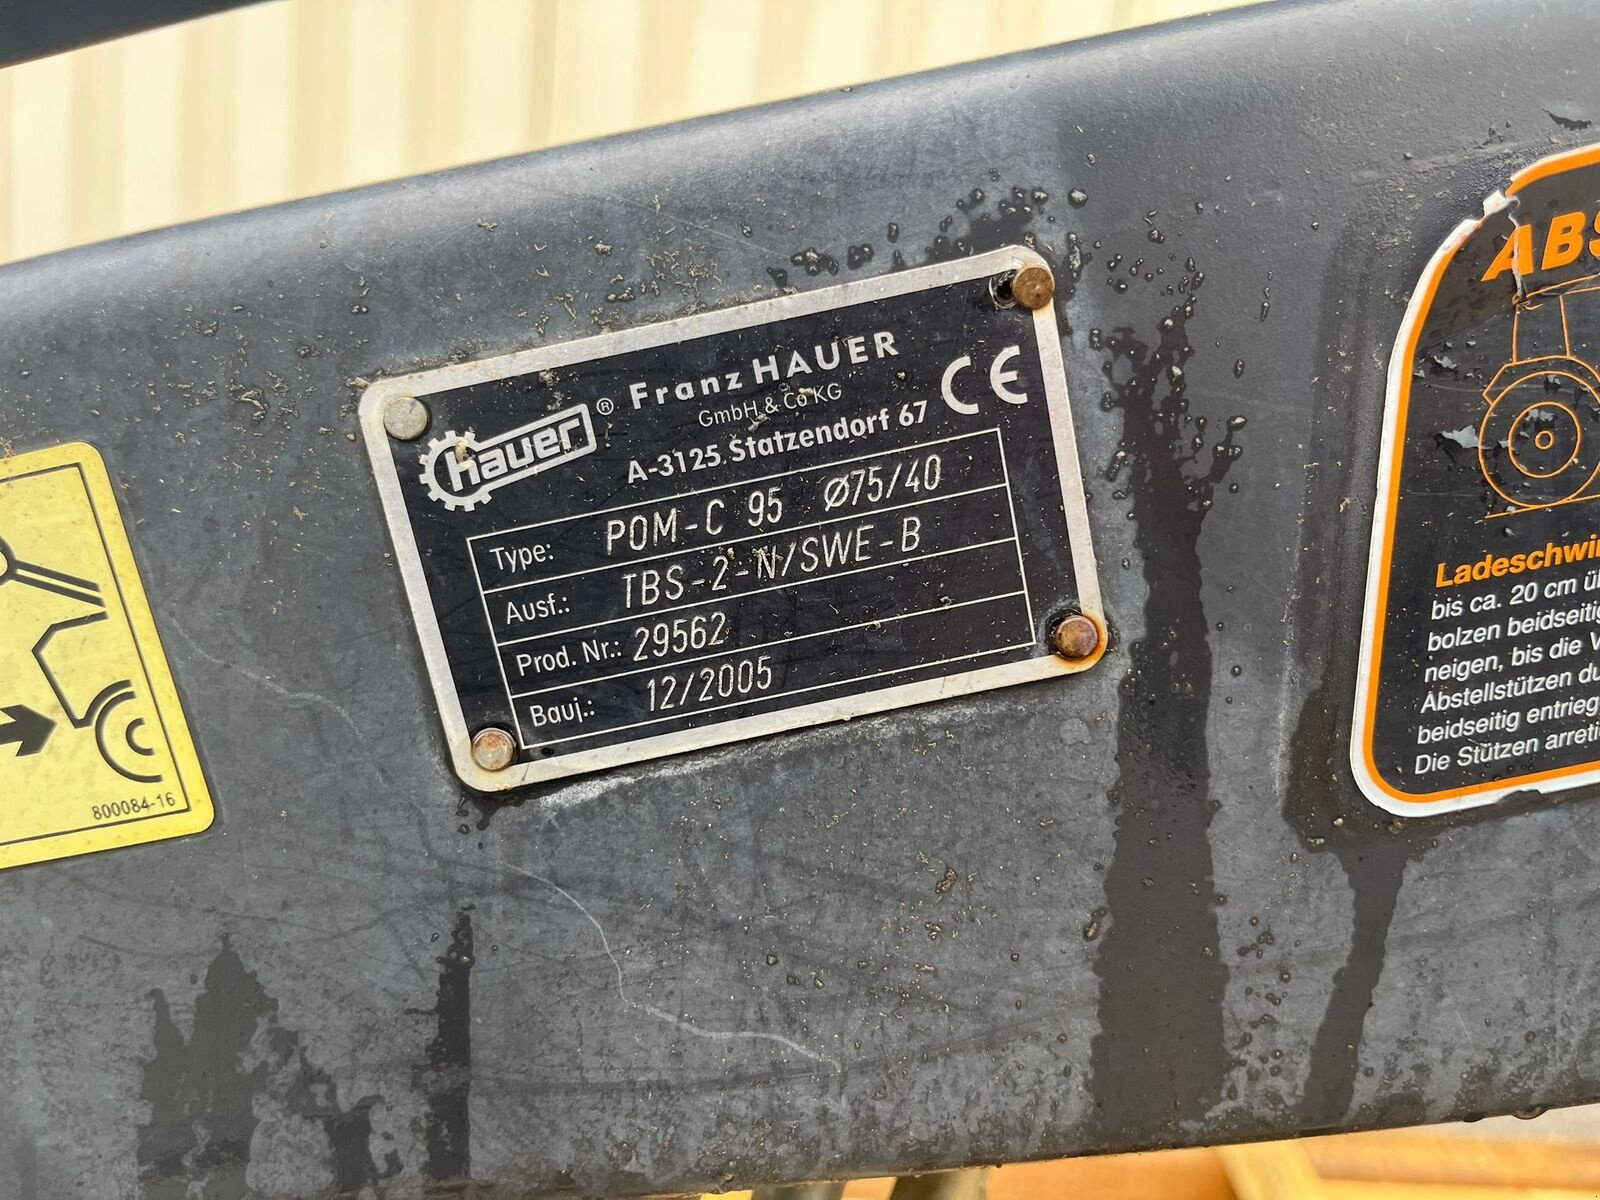 Hauer ®
Franz HAUER
GmbH & Co KG
A-3125 Statzendorf 67
CE
Type: POM-C 95 Ø75/40
Ausf.: TBS-2-N/SWE-B
Prod. Nr.: 29562
Bauj.: 12/2005
800084-16
ABS
Ladeschwin
bis ca. 20 cm ü
bolzen beidseitig
neigen, bis die V
Abstellstützen du
beidseitig entrieg
Die Stützen arreti